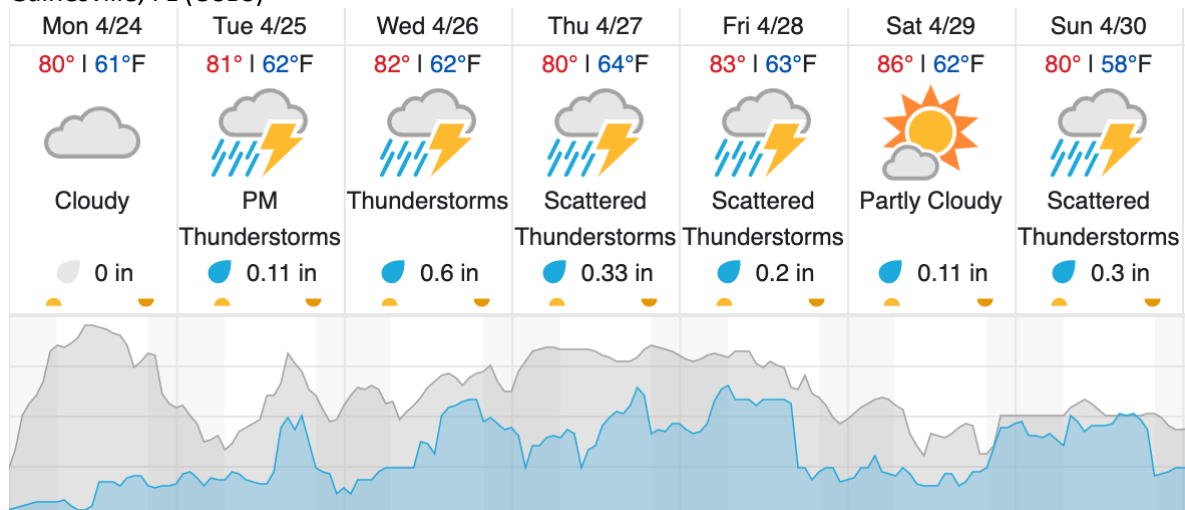 Mon 4/24 Tue 4/25 Wed 4/26 Thu 4/27 Fri 4/28 Sat 4/29 Sun 4/30
80° | 61°F 81° | 62°F 82° | 62°F 80° | 64°F 83° | 63°F 86° | 62°F 80° | 58°F
Cloudy PM Thunderstorms Scattered Scattered Partly Cloudy Scattered
Thunderstorms Thunderstorms Thunderstorms Thunderstorms
0 in 0.11 in 0.6 in 0.33 in 0.2 in 0.11 in 0.3 in